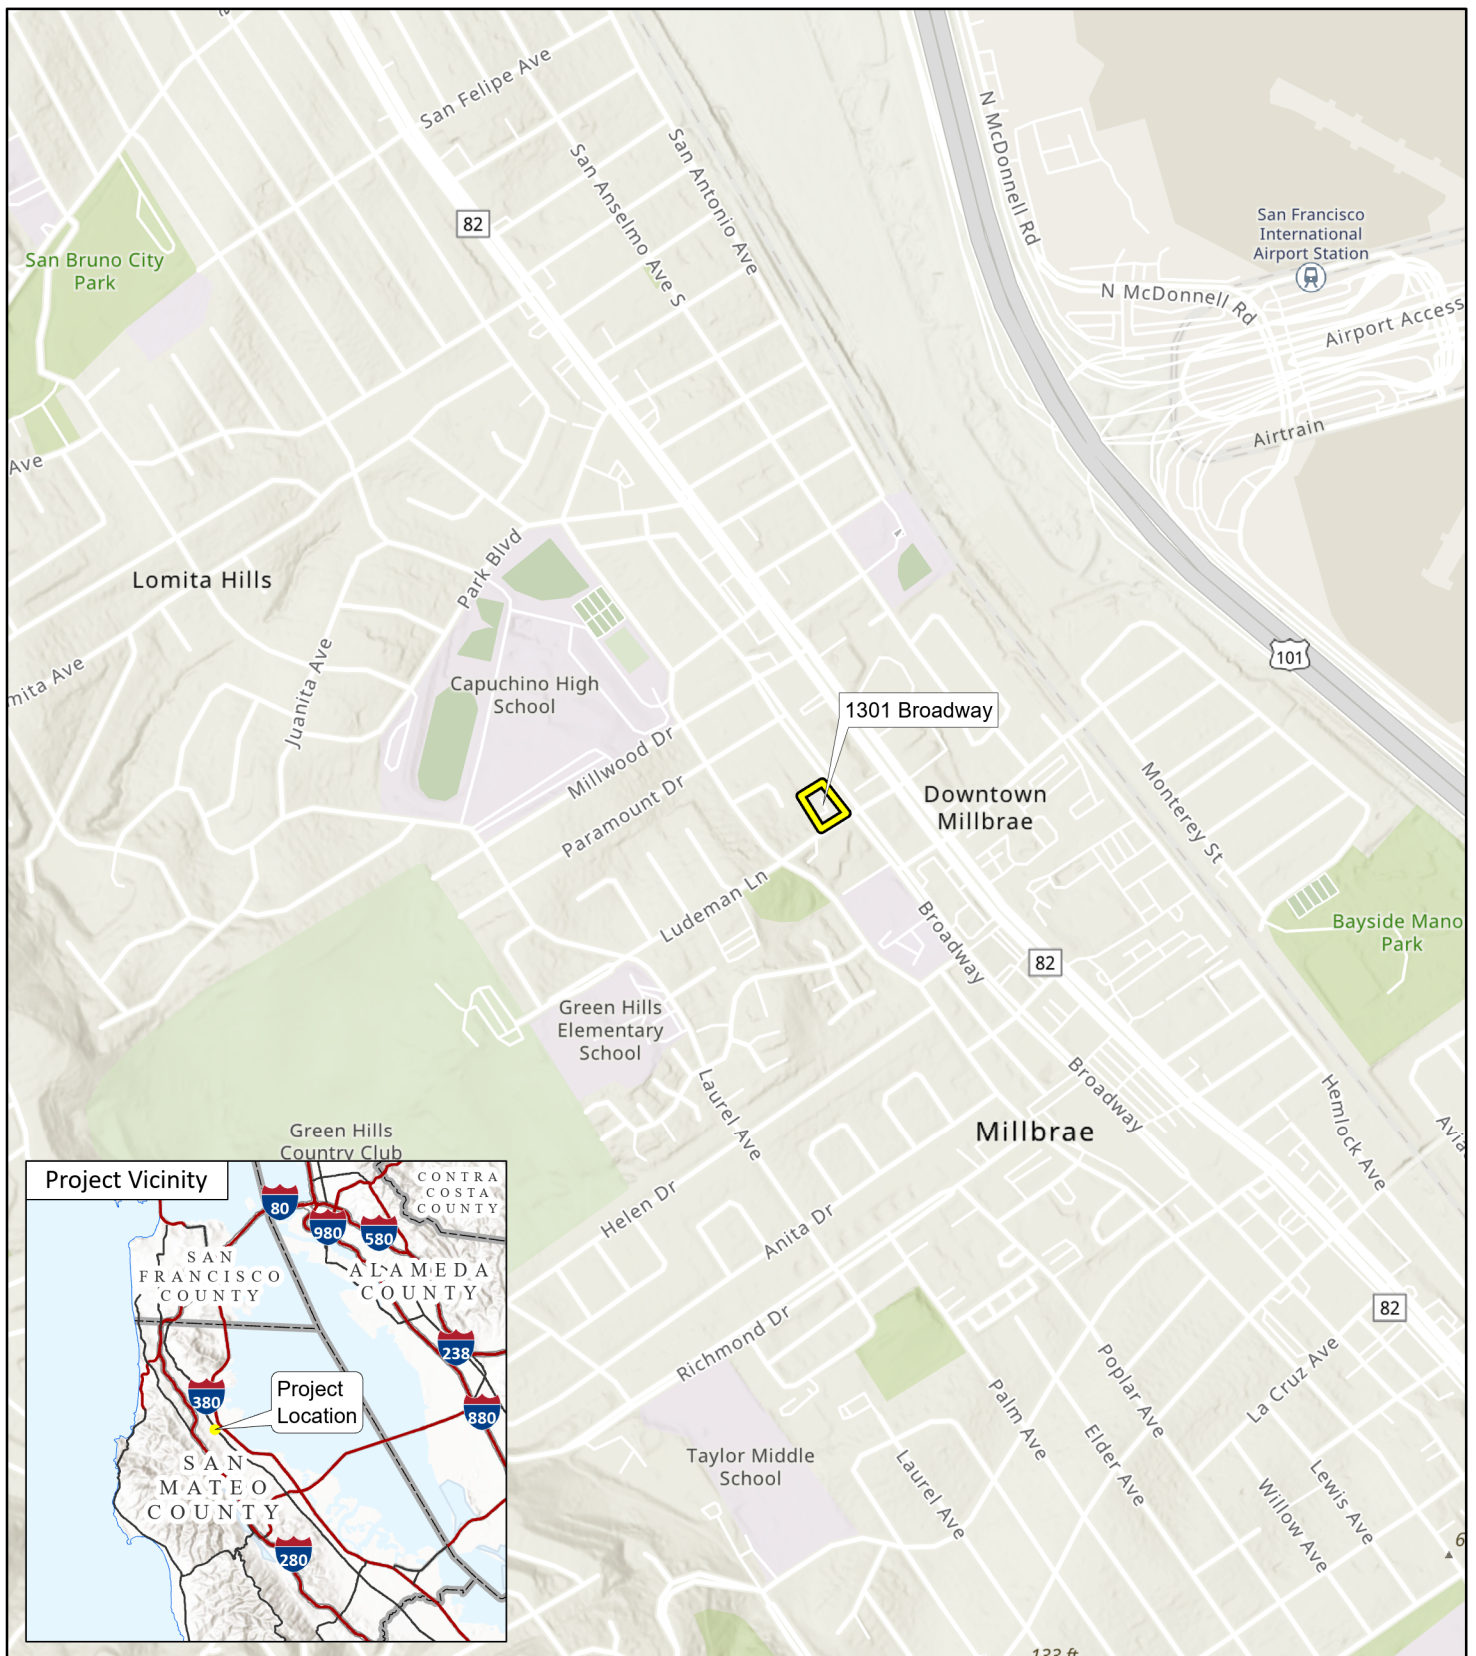 San Felipe Ave
San Anselmo Ave S
San Antonio Ave
N McDonnell Rd
82
San Francisco
International
Airport Station
San Bruno City
Park
N McDonnell Rd
Airport Access
Airtrain
Ave
Lomita Hills
Park Blvd
101
mita Ave
Juanita Ave
Capuchino High
School
1301 Broadway
Millwood Dr
Paramount Dr
Downtown
Millbrae
Monterey St
Ludeman Ln
Broadway
Bayside Mano
Park
82
Green Hills
Elementary
School
Laurel Ave
Broadway
Hemlock Ave
Avia
Millbrae
Green Hills
Country Club
Helen Dr
Anita Dr
Richmond Dr
82
Poplar Ave
La Cruz Ave
Palm Ave
Elder Ave
Taylor Middle
School
Laurel Ave
Lewis Ave
Willow Ave
6
133 ft
Project Vicinity
CONTRA
COSTA
COUNTY
80
980
580
SAN
FRANCISCO
COUNTY
ALAMEDA
COUNTY
238
380
Project
Location
880
SAN
MATEO
COUNTY
280